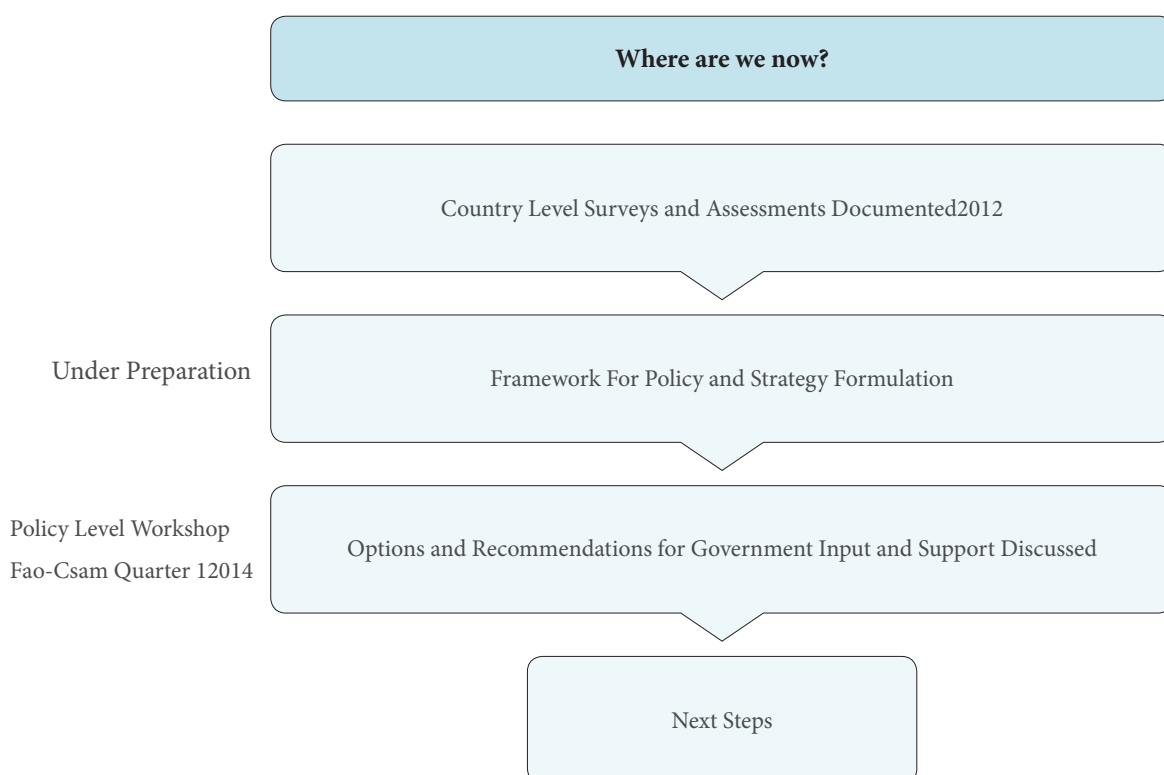 Where are we now?
Country Level Surveys and Assessments Documented2012
Under Preparation
Framework For Policy and Strategy Formulation
Policy Level Workshop
Fao-Csam Quarter 12014
Options and Recommendations for Government Input and Support Discussed
Next Steps